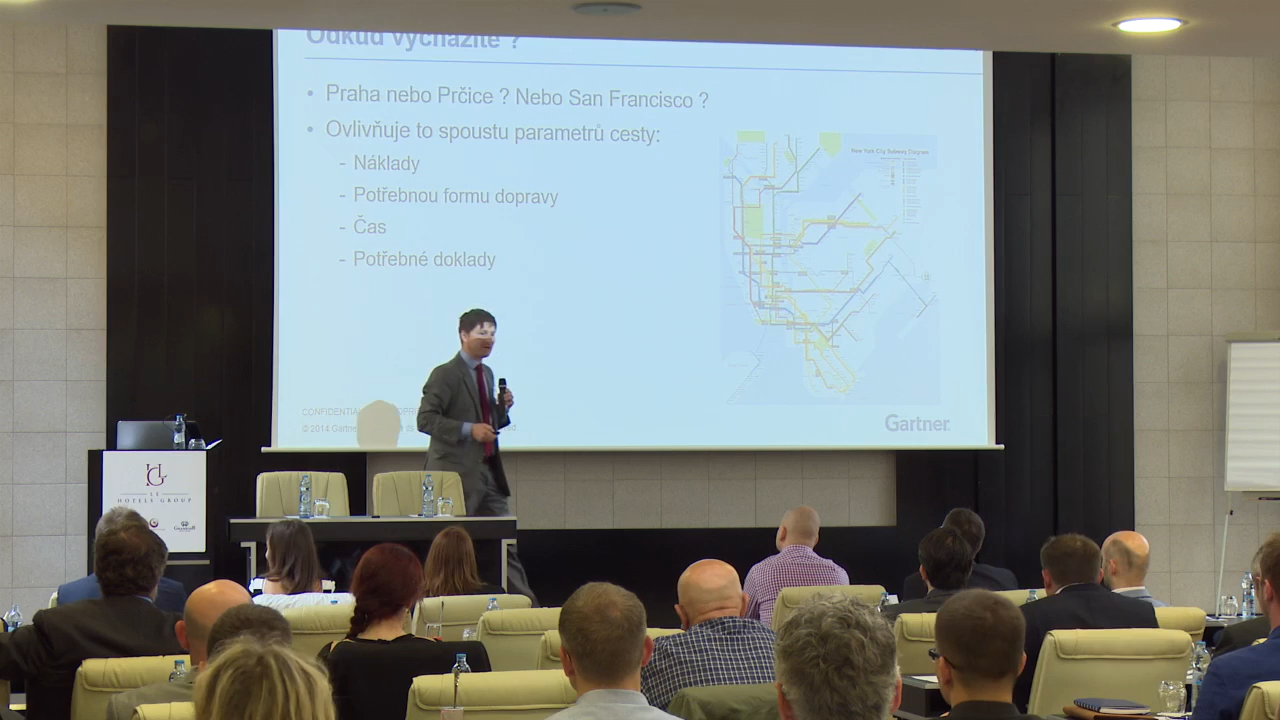 Odkud vycházíte ?
• Praha nebo Prčice ? Nebo San Francisco ?
• Ovlivňuje to spoustu parametrů cesty:
- Náklady
- Potřebnou formu dopravy
- Čas
- Potřebné doklady
New York City Subway Diagram
CONFIDENTIAL
© 2014 Gartner
Gartner
LH
HOTELS GROUP